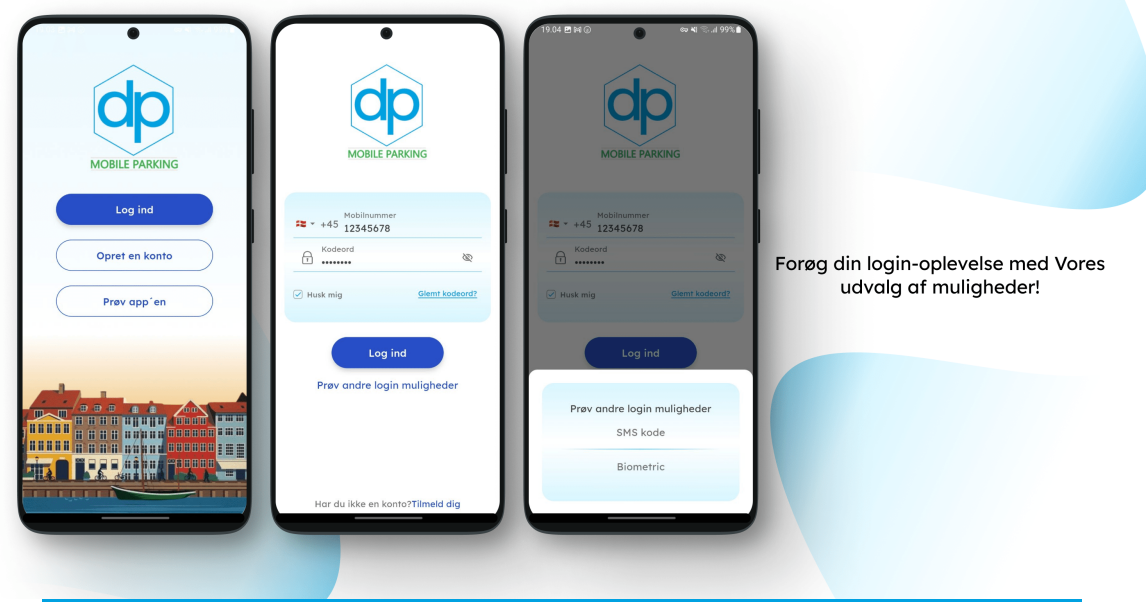 dp
MOBILE PARKING
Log ind
Opret en konto
Prøv app´en
dp
MOBILE PARKING
Mobilnummer
+45 12345678
Kodeord
••••••••
Husk mig
Glemt kodeord?
Log ind
Prøv andre login muligheder
Har du ikke en konto?Tilmeld dig
19.04
99%
dp
MOBILE PARKING
Mobilnummer
+45 12345678
Kodeord
••••••••
Husk mig
Glemt kodeord?
Log ind
Prøv andre login muligheder
SMS kode
Biometric
Forøg din login-oplevelse med Vores
udvalg af muligheder!